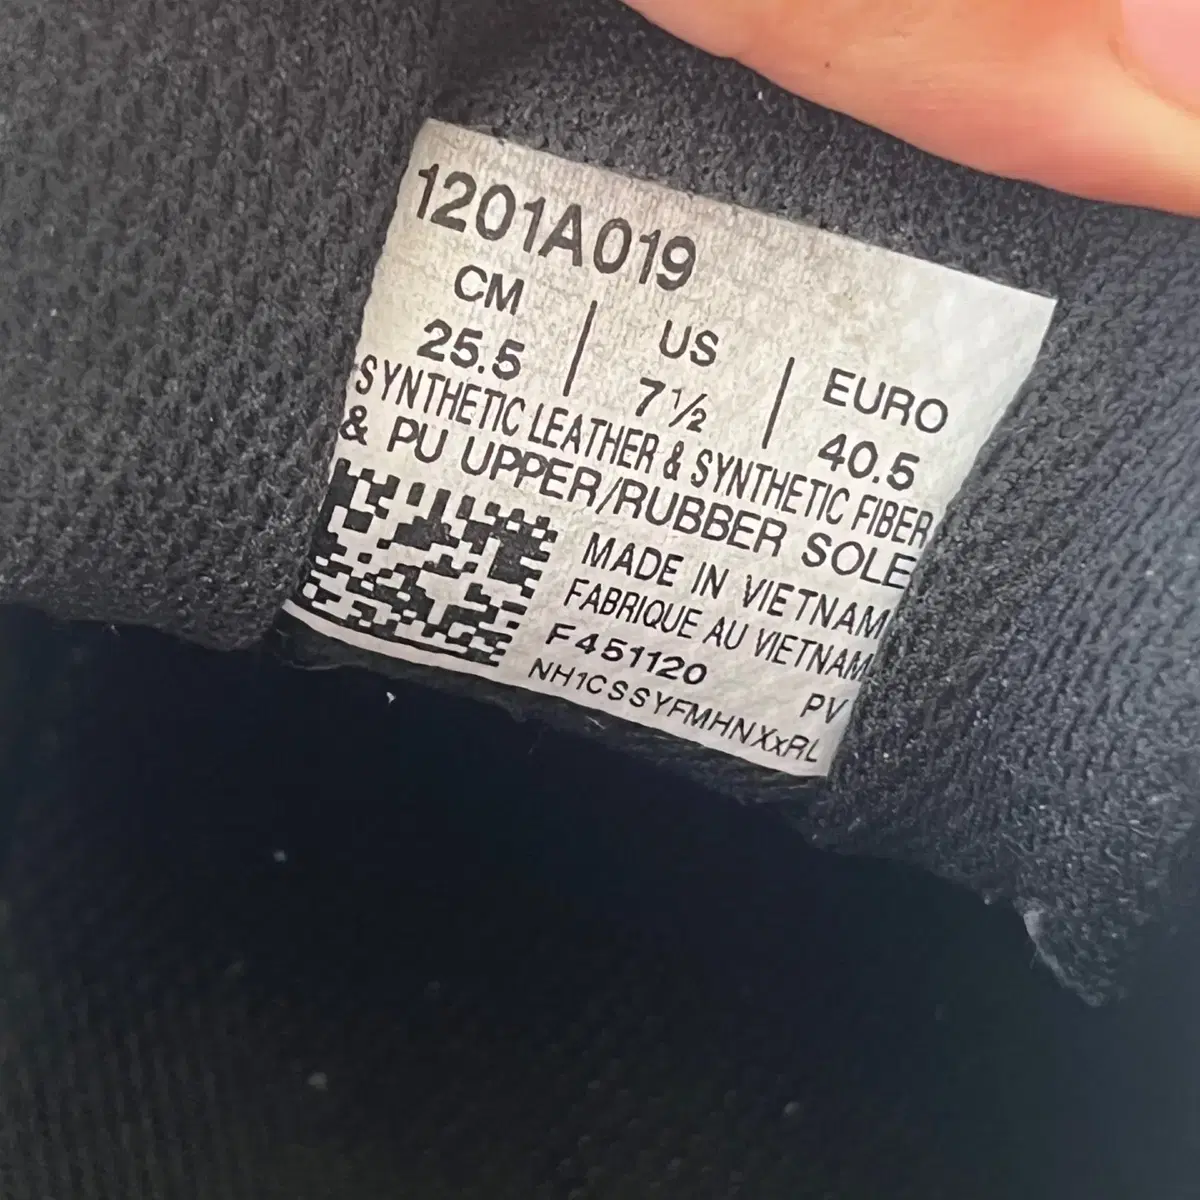 1201A019
CM | US | EURO
25.5 | 7½ | 40.5
SYNTHETIC LEATHER & SYNTHETIC FIBER
& PU UPPER/RUBBER SOLE
MADE IN VIETNAM
FABRIQUE AU VIETNAM
F451120 PV
NH1CSSYFMHNXxRL